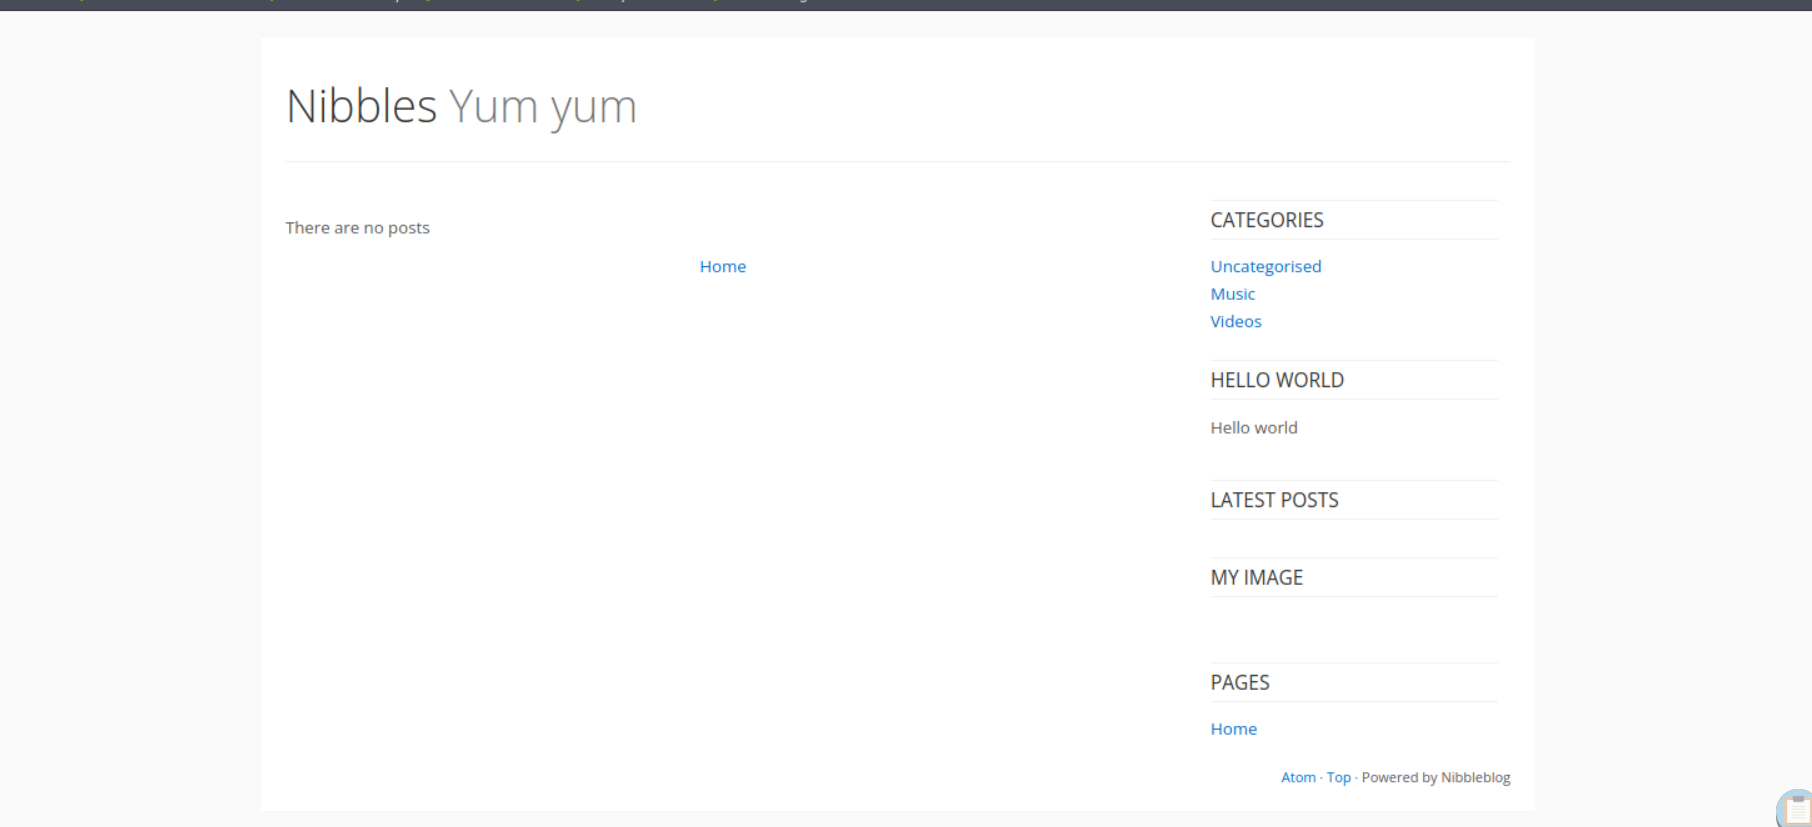 Nibbles Yum yum
There are no posts
Home
CATEGORIES
Uncategorised
Music
Videos
HELLO WORLD
Hello world
LATEST POSTS
MY IMAGE
PAGES
Home
Atom · Top · Powered by Nibbleblog